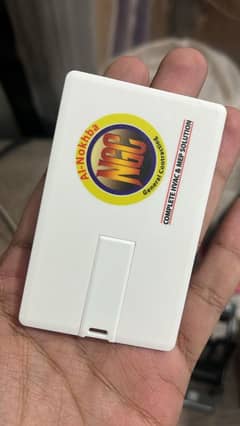 Al-Nokhba
NGC
General Contracting
COMPLETE HVAC & MEP SOLUTION